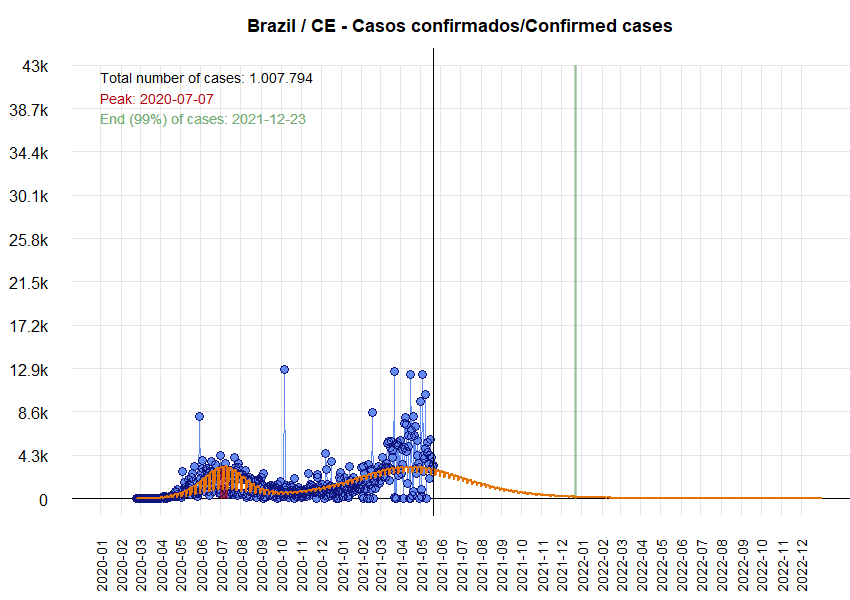 Brazil / CE - Casos confirmados/Confirmed cases
43k
Total number of cases: 1.007.794
Peak: 2020-07-07
38.7k
End (99%) of cases: 2021-12-23
34.4k
30.1k
25.8k
21.5k
17.2k
12.9k
8.6k
4.3k
0
2020-01
2020-02
2020-03
2020-04
2020-05
2020-06
2020-07
2020-08
2020-09
2020-10
2020-11
2020-12
2021-01
2021-02
2021-03
2021-04
2021-05
2021-06
2021-07
2021-08
2021-09
2021-10
2021-11
2021-12
2022-01
2022-02
2022-03
2022-04
2022-05
2022-06
2022-07
2022-08
2022-09
2022-10
2022-11
2022-12